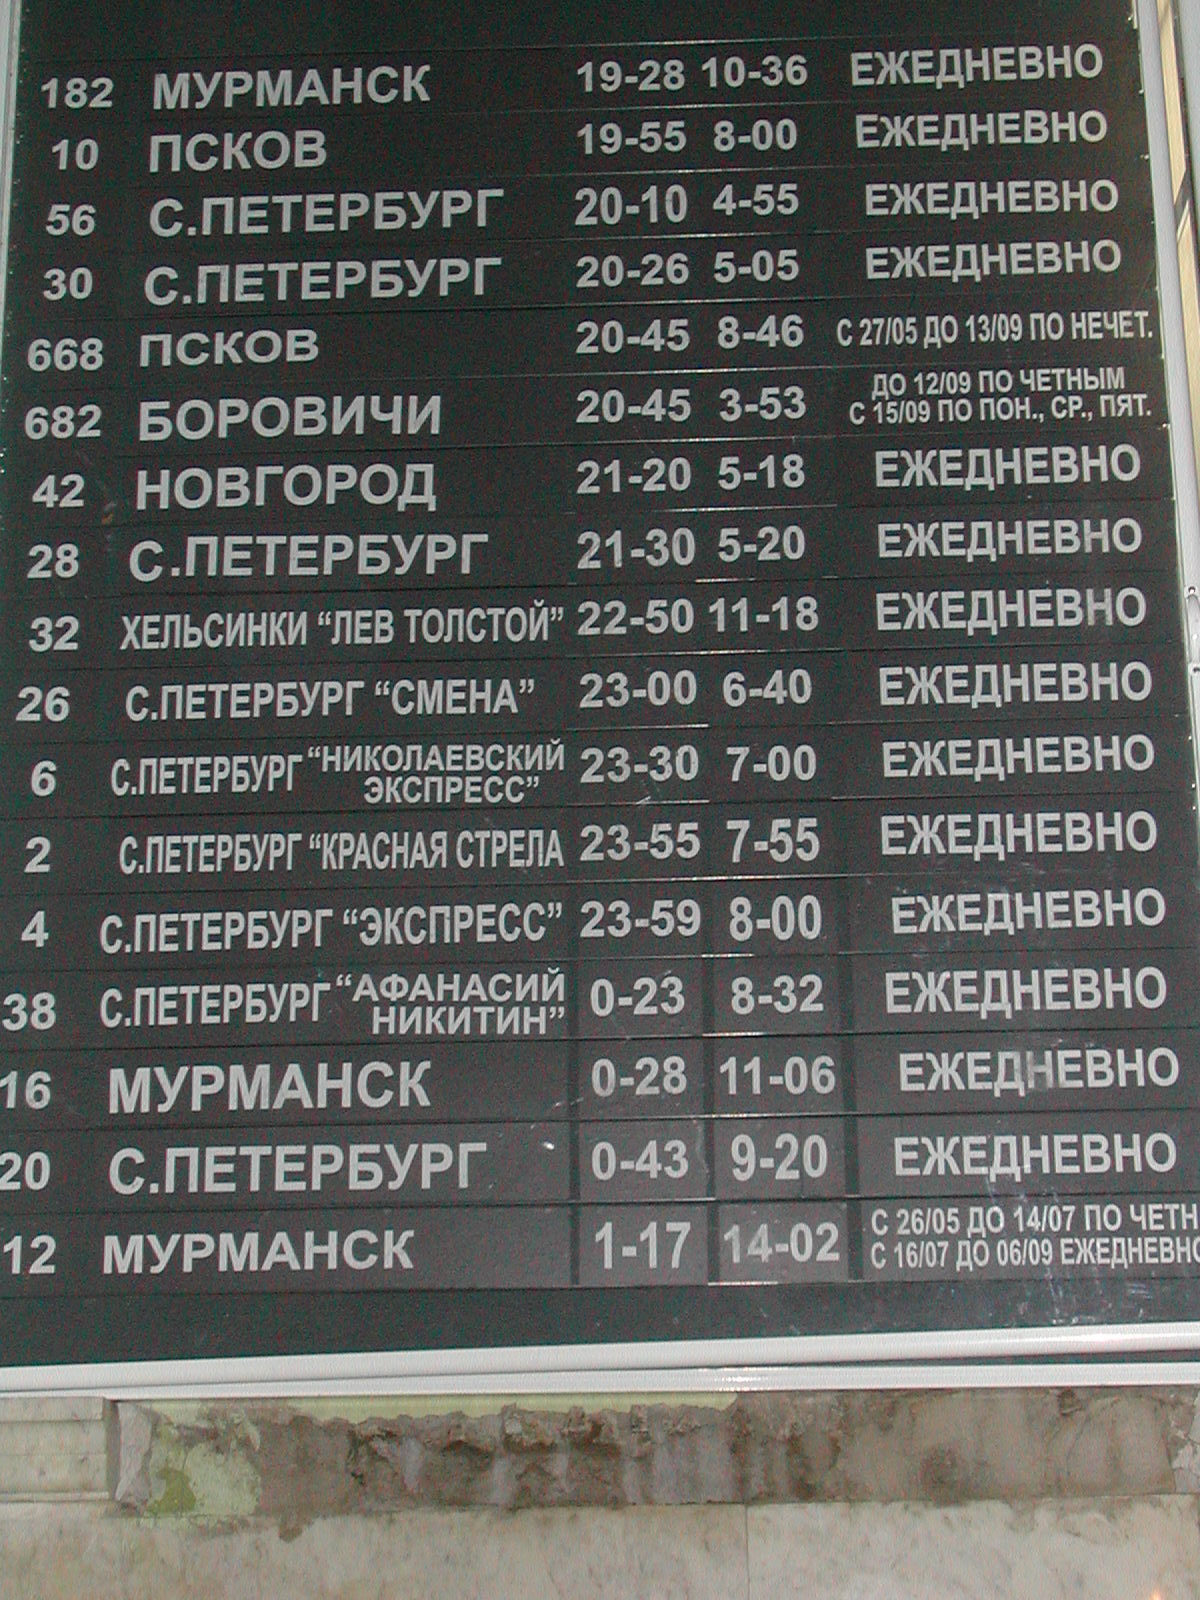 182 МУРМАНСК 19-28 10-36 ЕЖЕДНЕВНО
10 ПСКОВ 19-55 8-00 ЕЖЕДНЕВНО
56 С.ПЕТЕРБУРГ 20-10 4-55 ЕЖЕДНЕВНО
30 С.ПЕТЕРБУРГ 20-26 5-05 ЕЖЕДНЕВНО
668 ПСКОВ 20-45 8-46 С 27/05 ДО 13/09 ПО НЕЧЕТ.
682 БОРОВИЧИ 20-45 3-53 ДО 12/09 ПО ЧЕТНЫМ
С 15/09 ПО ПОН., СР., ПЯТ.
42 НОВГОРОД 21-20 5-18 ЕЖЕДНЕВНО
28 С.ПЕТЕРБУРГ 21-30 5-20 ЕЖЕДНЕВНО
32 ХЕЛЬСИНКИ “ЛЕВ ТОЛСТОЙ” 22-50 11-18 ЕЖЕДНЕВНО
26 С.ПЕТЕРБУРГ “СМЕНА” 23-00 6-40 ЕЖЕДНЕВНО
6 С.ПЕТЕРБУРГ “НИКОЛАЕВСКИЙ
ЭКСПРЕСС” 23-30 7-00 ЕЖЕДНЕВНО
2 С.ПЕТЕРБУРГ “КРАСНАЯ СТРЕЛА 23-55 7-55 ЕЖЕДНЕВНО
4 С.ПЕТЕРБУРГ “ЭКСПРЕСС” 23-59 8-00 ЕЖЕДНЕВНО
38 С.ПЕТЕРБУРГ “АФАНАСИЙ
НИКИТИН” 0-23 8-32 ЕЖЕДНЕВНО
16 МУРМАНСК 0-28 11-06 ЕЖЕДНЕВНО
20 С.ПЕТЕРБУРГ 0-43 9-20 ЕЖЕДНЕВНО
12 МУРМАНСК 1-17 14-02 С 26/05 ДО 14/07 ПО ЧЕТН
С 16/07 ДО 06/09 ЕЖЕДНЕВНО